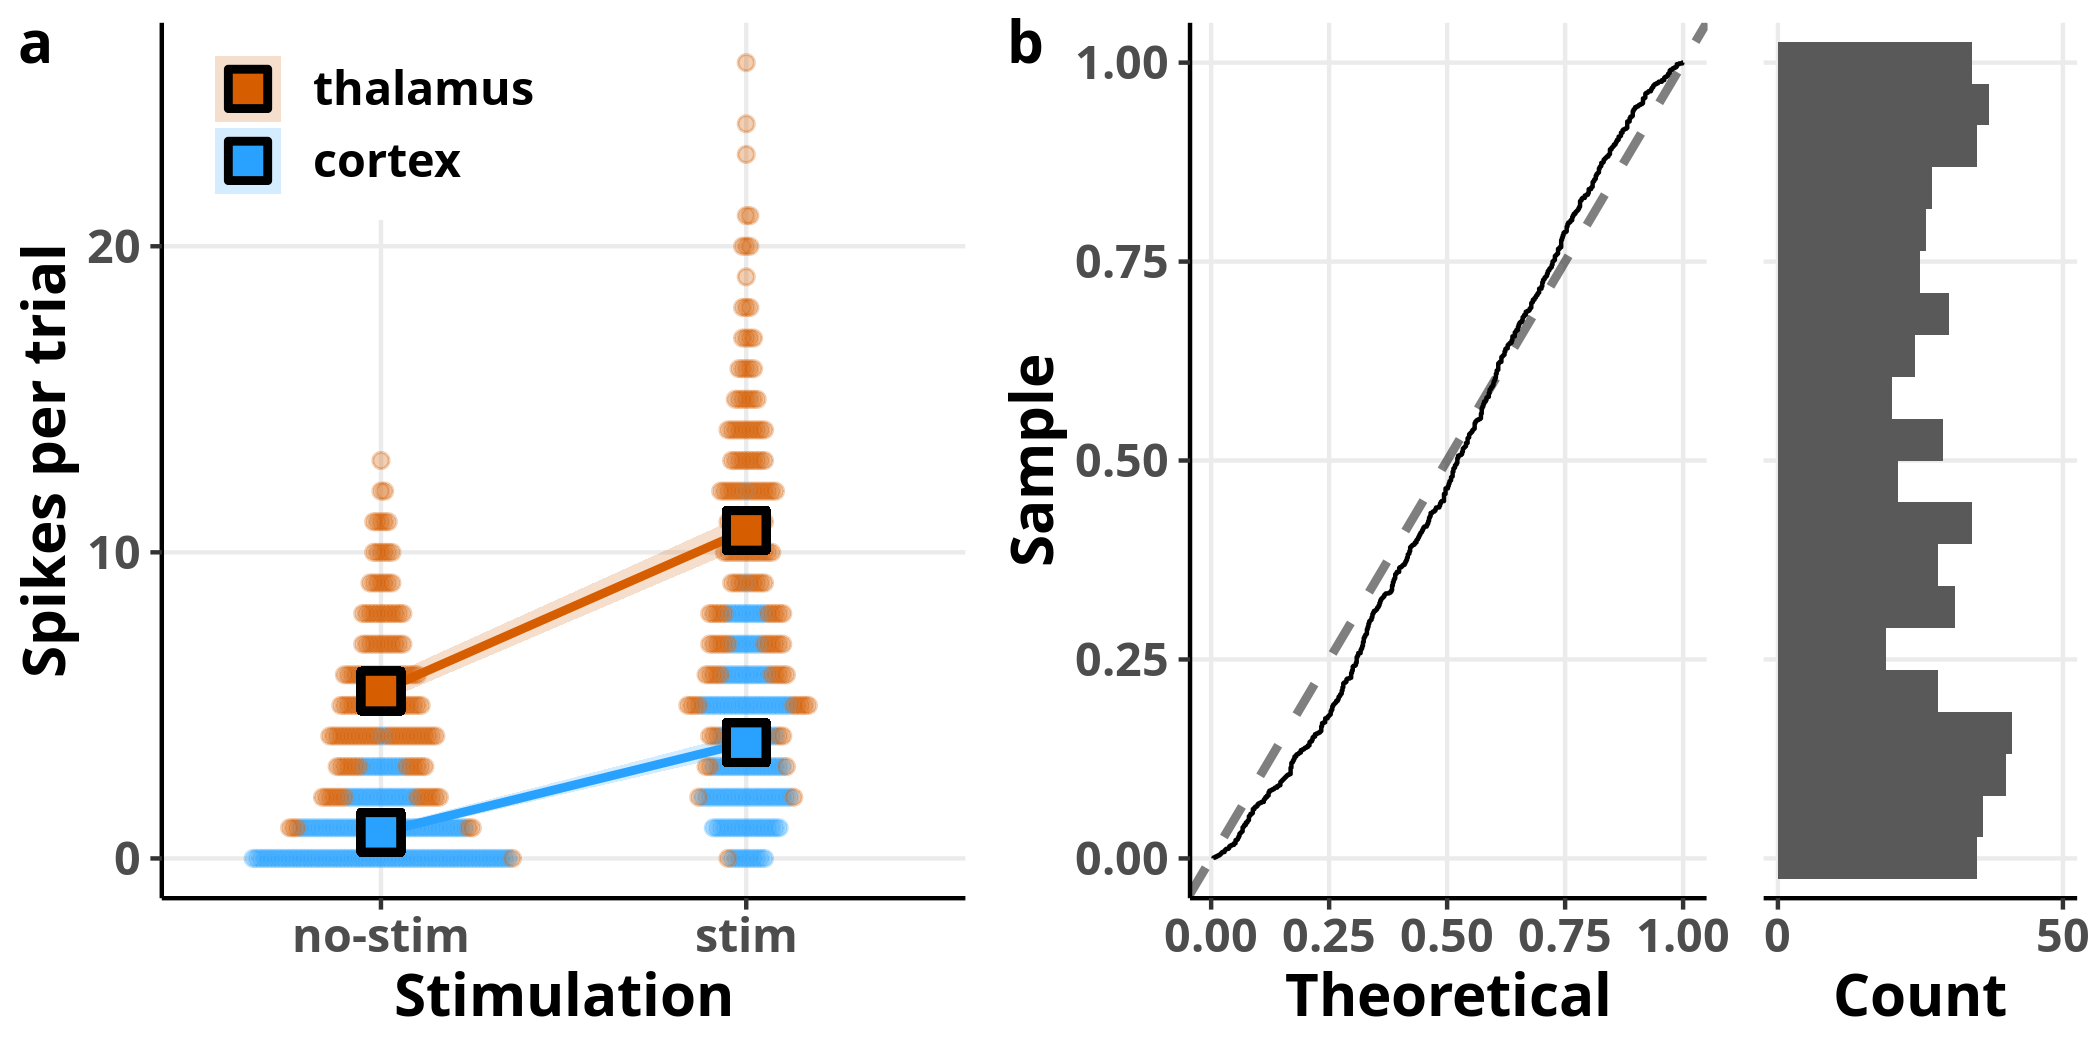 a
thalamus
cortex
Spikes per trial
20
10
0
no-stim
stim
Stimulation
b
Sample
1.00
0.75
0.50
0.25
0.00
0.00 0.25 0.50 0.75 1.00
Theoretical
0 50
Count